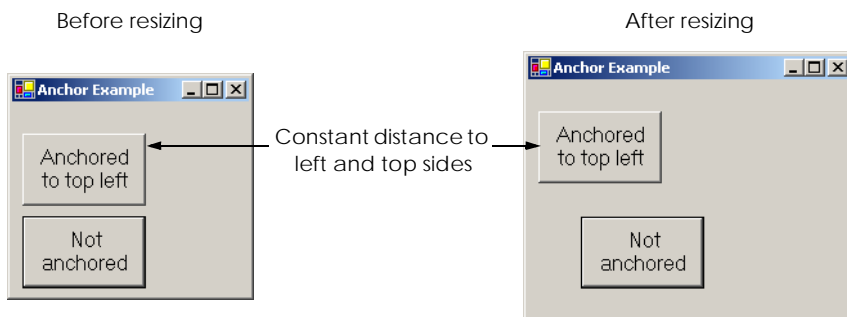 Before resizing
After resizing
Anchor Example
Anchor Example
Anchored
to top left
Constant distance to
left and top sides
Anchored
to top left
Not
anchored
Not
anchored